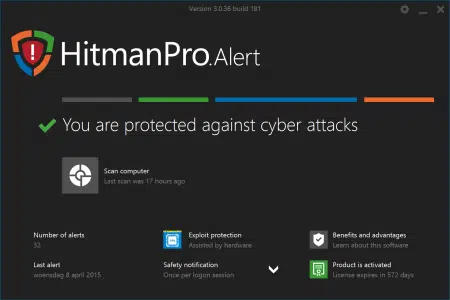 Version 3.0.36 build 181
HitmanPro.Alert
You are protected against cyber attacks
Scan computer
Last scan was 17 hours ago
Number of alerts
32
Exploit protection
Assisted by hardware
Benefits and advantages
Learn about this software
Last alert
woensdag 8 april 2015
Safety notification
Once per logon session
Product is activated
License expires in 572 days